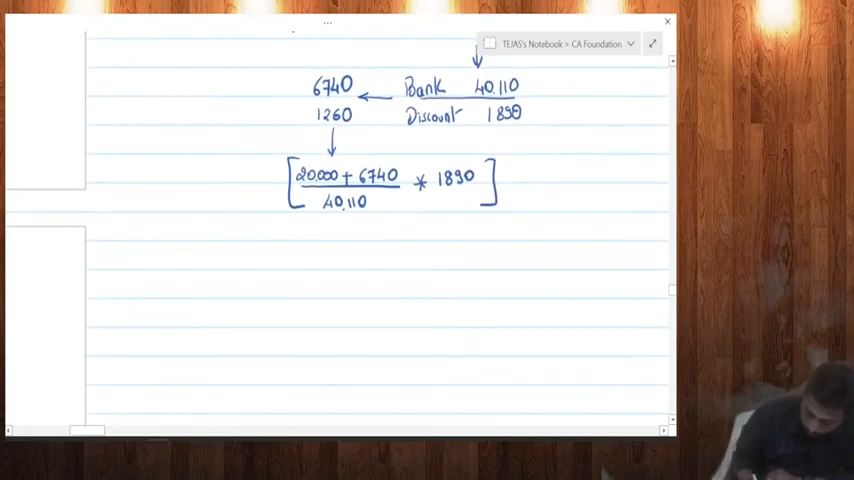 ...
TEJAS's Notebook > CA Foundation
6740 ← Bank 40,110
1260 Discount 1890
[20,000 + 6740 * 1890]
40,110